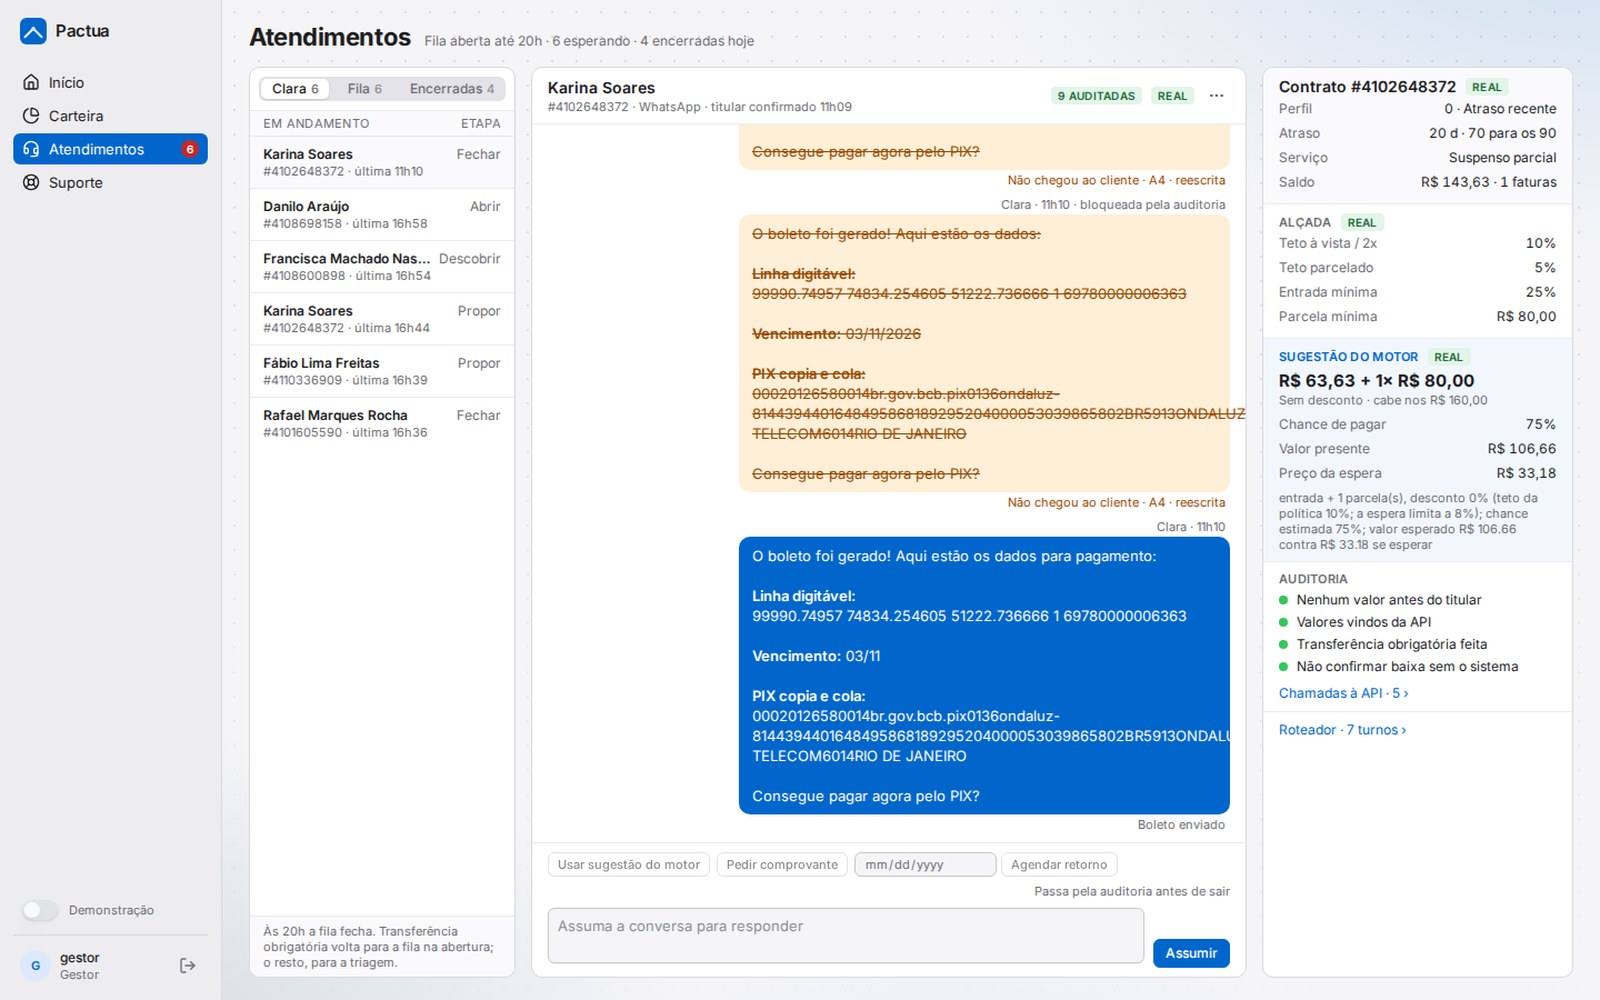 Pactua
Início
Carteira
Atendimentos 6
Suporte
Demonstração
G gestor
Gestor
Atendimentos Fila aberta até 20h · 6 esperando · 4 encerradas hoje
Clara 6 Fila 6 Encerradas 4
EM ANDAMENTO ETAPA
Karina Soares Fechar
#4102648372 · última 11h10
Danilo Araújo Abrir
#4108698158 · última 16h58
Francisca Machado Nas... Descobrir
#4108600898 · última 16h54
Karina Soares Propor
#4102648372 · última 16h44
Fábio Lima Freitas Propor
#4110336909 · última 16h39
Rafael Marques Rocha Fechar
#4101605590 · última 16h36
Às 20h a fila fecha. Transferência
obrigatória volta para a fila na abertura;
o resto, para a triagem.
Karina Soares
#4102648372 · WhatsApp · titular confirmado 11h09
9 AUDITADAS REAL ...
Consegue pagar agora pelo PIX?
Não chegou ao cliente · A4 · reescrita
Clara · 11h10 · bloqueada pela auditoria
O boleto foi gerado! Aqui estão os dados:
Linha digitável:
99990.74957 74834.254605 51222.736666 1 69780000006363
Vencimento: 03/11/2026
PIX copia e cola:
00020126580014br.gov.bcb.pix0136ondaluz-
8144394401648495868189295204000053039865802BR5913ONDALUZ
TELECOM6014RIO DE JANEIRO
Consegue pagar agora pelo PIX?
Não chegou ao cliente · A4 · reescrita
Clara · 11h10
O boleto foi gerado! Aqui estão os dados para pagamento:
Linha digitável:
99990.74957 74834.254605 51222.736666 1 69780000006363
Vencimento: 03/11
PIX copia e cola:
00020126580014br.gov.bcb.pix0136ondaluz-
8144394401648495868189295204000053039865802BR5913ONDALU
TELECOM6014RIO DE JANEIRO
Consegue pagar agora pelo PIX?
Boleto enviado
Usar sugestão do motor Pedir comprovante mm/dd/yyyy Agendar retorno
Passa pela auditoria antes de sair
Assuma a conversa para responder
Assumir
Contrato #4102648372 REAL
Perfil 0 · Atraso recente
Atraso 20 d · 70 para os 90
Serviço Suspenso parcial
Saldo R$ 143,63 · 1 faturas
ALÇADA REAL
Teto à vista / 2x 10%
Teto parcelado 5%
Entrada mínima 25%
Parcela mínima R$ 80,00
SUGESTÃO DO MOTOR REAL
R$ 63,63 + 1× R$ 80,00
Sem desconto · cabe nos R$ 160,00
Chance de pagar 75%
Valor presente R$ 106,66
Preço da espera R$ 33,18
entrada + 1 parcela(s), desconto 0% (teto da
política 10%; a espera limita a 8%); chance
estimada 75%; valor esperado R$ 106.66
contra R$ 33.18 se esperar
AUDITORIA
Nenhum valor antes do titular
Valores vindos da API
Transferência obrigatória feita
Não confirmar baixa sem o sistema
Chamadas à API · 5 ›
Roteador · 7 turnos ›